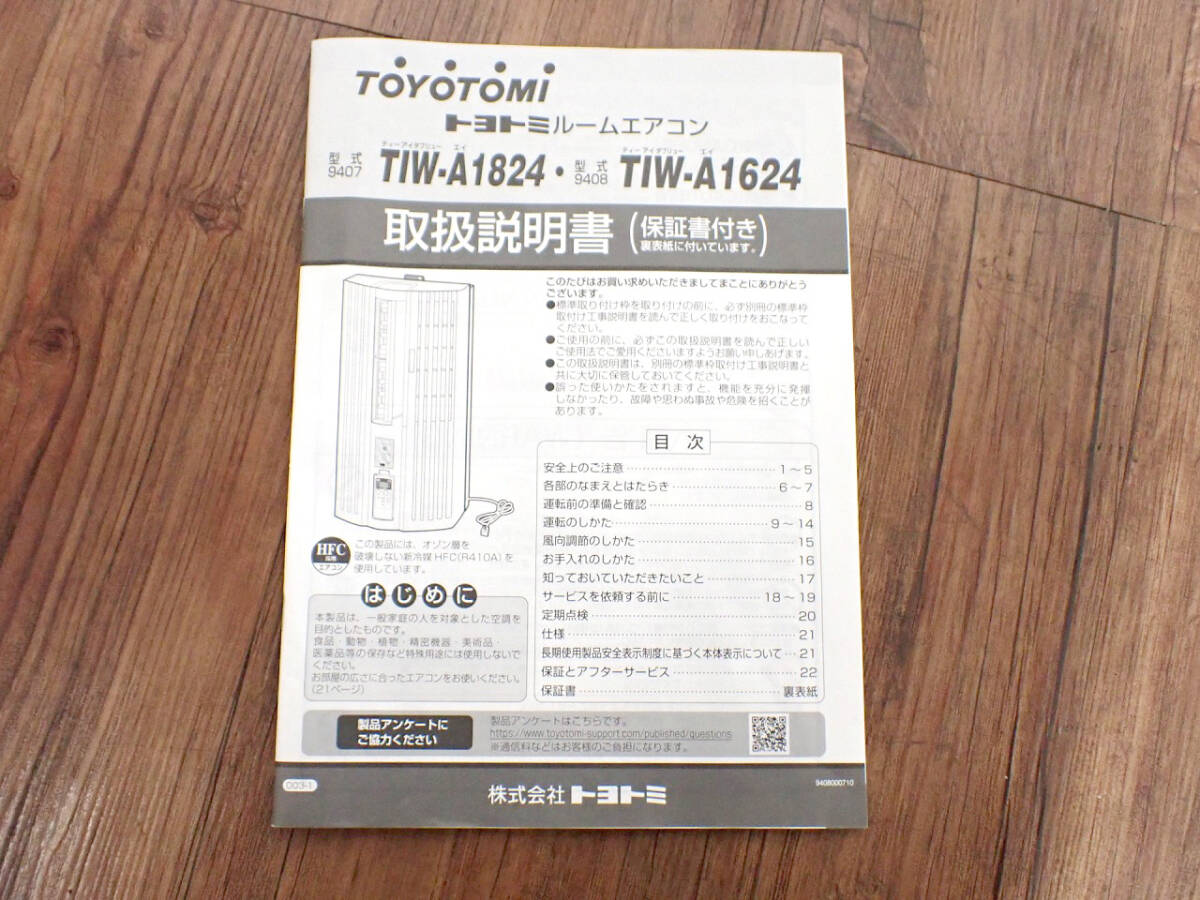 TOYOTOMI
トヨトミルームエアコン
型式 9407 ティーアイダブリュー エイ TIW-A1824・型式 9408 ティーアイダブリュー エイ TIW-A1624
取扱説明書(保証書付き 裏表紙に付いています。)
このたびはお買い求めいただきましてまことにありがとう
ございます。
●標準取り付け枠を取り付けの前に、必ず別冊の標準枠
取付け工事説明書を読んで正しく取り付けをおこなって
ください。
●ご使用の前に、必ずこの取扱説明書を読んで正しい
ご使用法でご愛用くださいますようお願い申しあげます。
●この取扱説明書は、別冊の標準枠取付け工事説明書と
共に大切に保管しておいてください。
●誤った使いかたをされますと、機能を充分に発揮
しなかったり、故障や思わぬ事故や危険を招くことが
あります。
HFC
採用
エアコン
この製品には、オゾン層を
破壊しない新冷媒HFC(R410A)を
使用しています。
はじめに
本製品は、一般家庭の人を対象とした空調を
目的としたものです。
食品・動物・植物・精密機器・美術品・
医薬品等の保存など特殊用途には使用しないで
ください。
お部屋の広さに合ったエアコンをお使いください。
(21ページ)
目次
安全上のご注意 1～5
各部のなまえとはたらき 6～7
運転前の準備と確認 8
運転のしかた 9～14
風向調節のしかた 15
お手入れのしかた 16
知っておいていただきたいこと 17
サービスを依頼する前に 18～19
定期点検 20
仕様 21
長期使用製品安全表示制度に基づく本体表示について 21
保証とアフターサービス 22
保証書 裏表紙
製品アンケートに
ご協力ください
製品アンケートはこちらです。
https://www.toyotomi-support.com/published/questions
※通信料などはお客様のご負担になります。
003-1
株式会社トヨトミ
9408000710